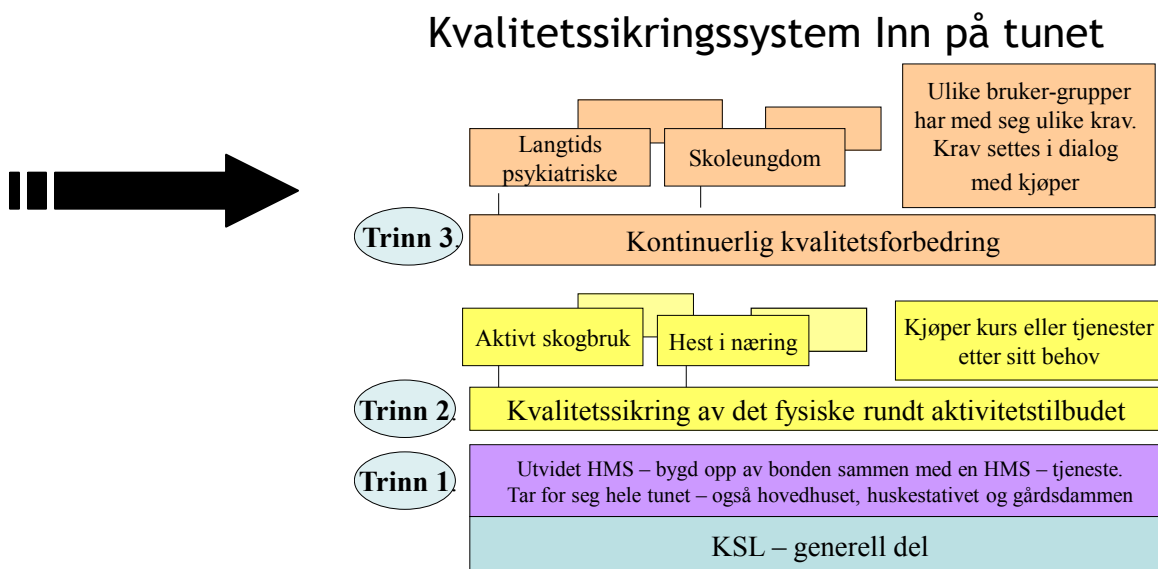 Kvalitetssikringssystem Inn på tunet
Ulike bruker-grupper
har med seg ulike krav.
Krav settes i dialog
med kjøper
Langtids
psykiatriske
Skoleungdom
Trinn 3.
Kontinuerlig kvalitetsforbedring
Aktivt skogbruk
Hest i næring
Kjøper kurs eller tjenester
etter sitt behov
Trinn 2.
Kvalitetssikring av det fysiske rundt aktivitetstilbudet
Trinn 1.
Utvidet HMS – bygd opp av bonden sammen med en HMS – tjeneste.
Tar for seg hele tunet – også hovedhuset, huskestativet og gårdsdammen
KSL – generell del